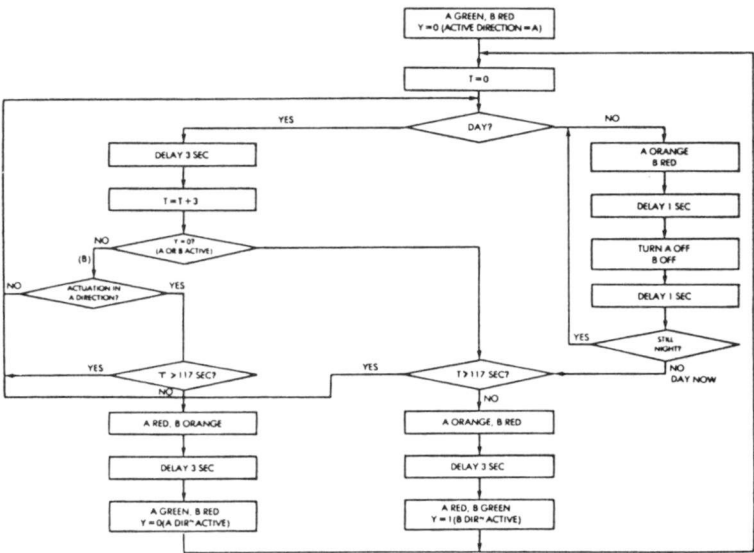 A GREEN, B RED
Y=0 (ACTIVE DIRECTION=A)
T=0
DAY?
YES
NO
DELAY 3 SEC
T=T+3
Y=0?
(A OR B ACTIVE)
NO
(B)
ACTUATION IN
A DIRECTION?
NO
YES
A ORANGE
B RED
DELAY 1 SEC
TURN A OFF
B OFF
DELAY 1 SEC
STILL
NIGHT?
YES
NO
DAY NOW
YES
T > 117 SEC?
NO
YES
T>117 SEC?
NO
A RED, B ORANGE
DELAY 3 SEC
A GREEN, B RED
Y=0(A DIR~ ACTIVE)
A ORANGE, B RED
DELAY 3 SEC
A RED, B GREEN
Y=1(B DIR~ ACTIVE)